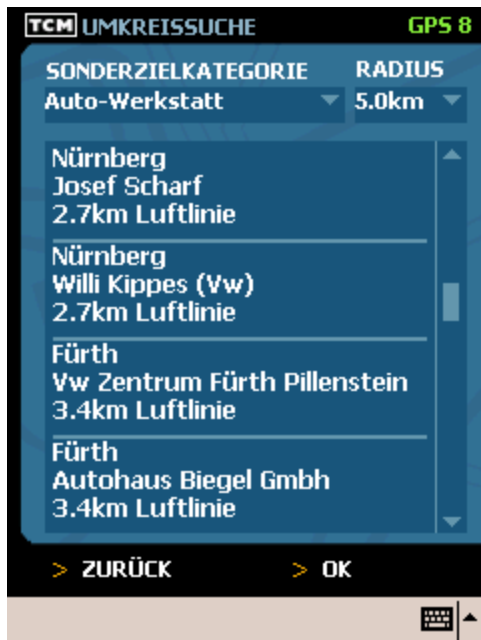 TCM UMKREISSUCHE GPS 8
SONDERZIELKATEGORIE RADIUS
Auto-Werkstatt 5.0km
Nürnberg
Josef Scharf
2.7km Luftlinie
Nürnberg
Willi Kippes (Vw)
2.7km Luftlinie
Fürth
Vw Zentrum Fürth Pillenstein
3.4km Luftlinie
Fürth
Autohaus Biegel Gmbh
3.4km Luftlinie
> ZURÜCK > OK